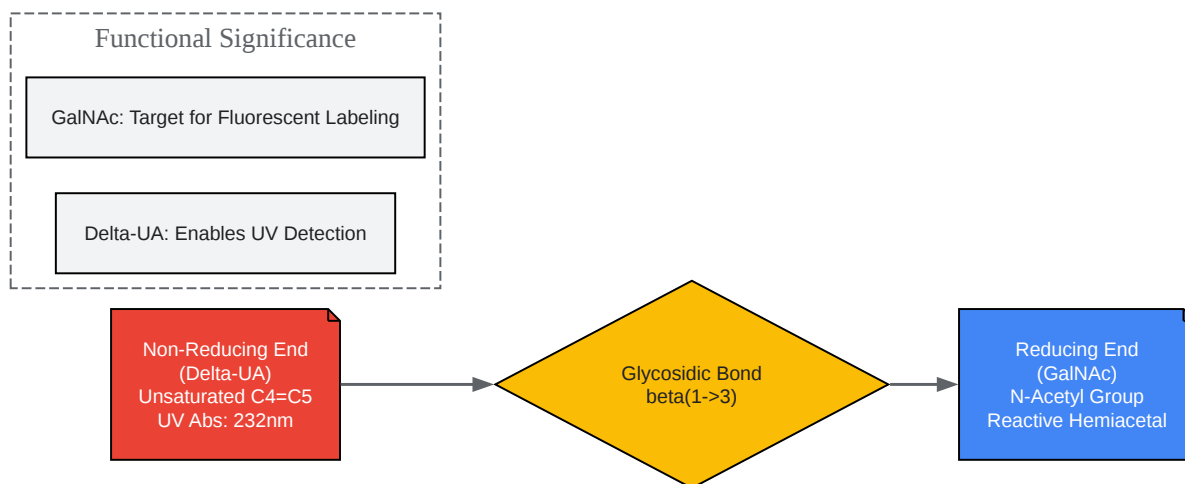 Functional Significance
GalNAc: Target for Fluorescent Labeling
Delta-UA: Enables UV Detection
Non-Reducing End
(Delta-UA)
Unsaturated C4=C5
UV Abs: 232nm
Glycosidic Bond
beta(1->3)
Reducing End
(GalNAc)
N-Acetyl Group
Reactive Hemiacetal